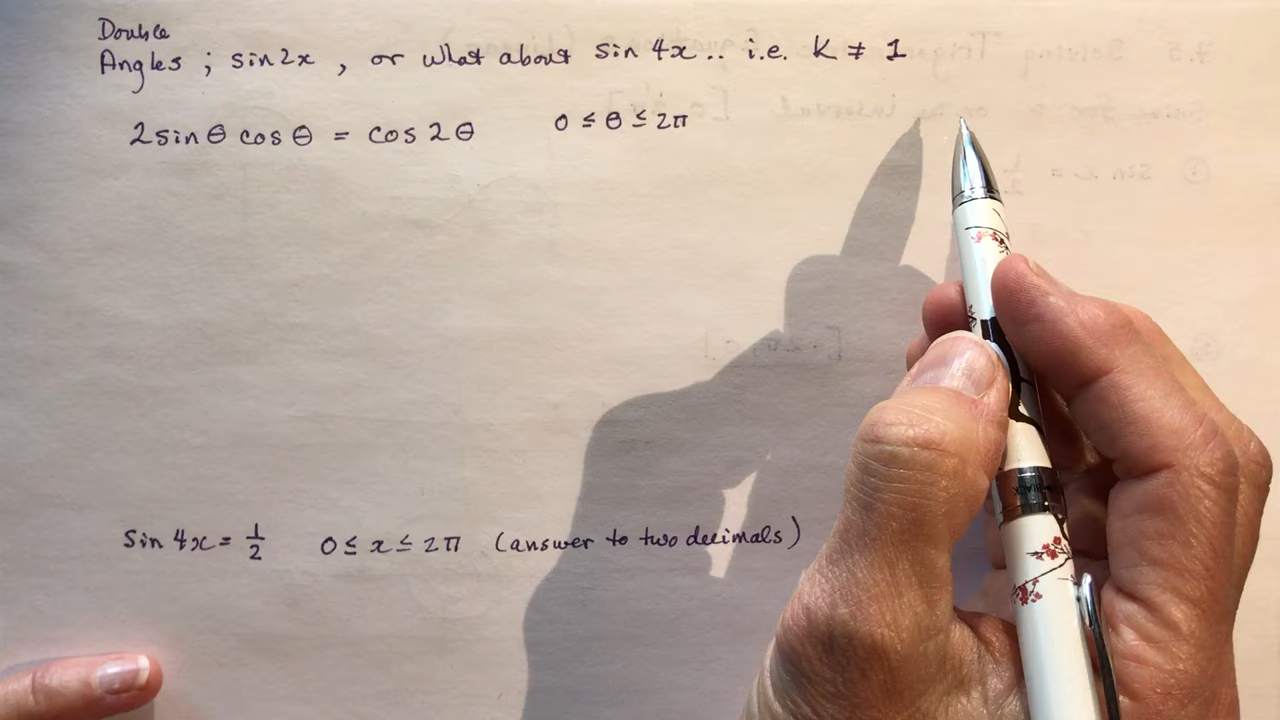 Double
Angles ; sin 2x , or what about sin 4x .. i.e. K ≠ 1
2 sin θ cos θ = cos 2θ 0 ≤ θ ≤ 2π
sin 4x = 1/2 0 ≤ x ≤ 2π (answer to two decimals)